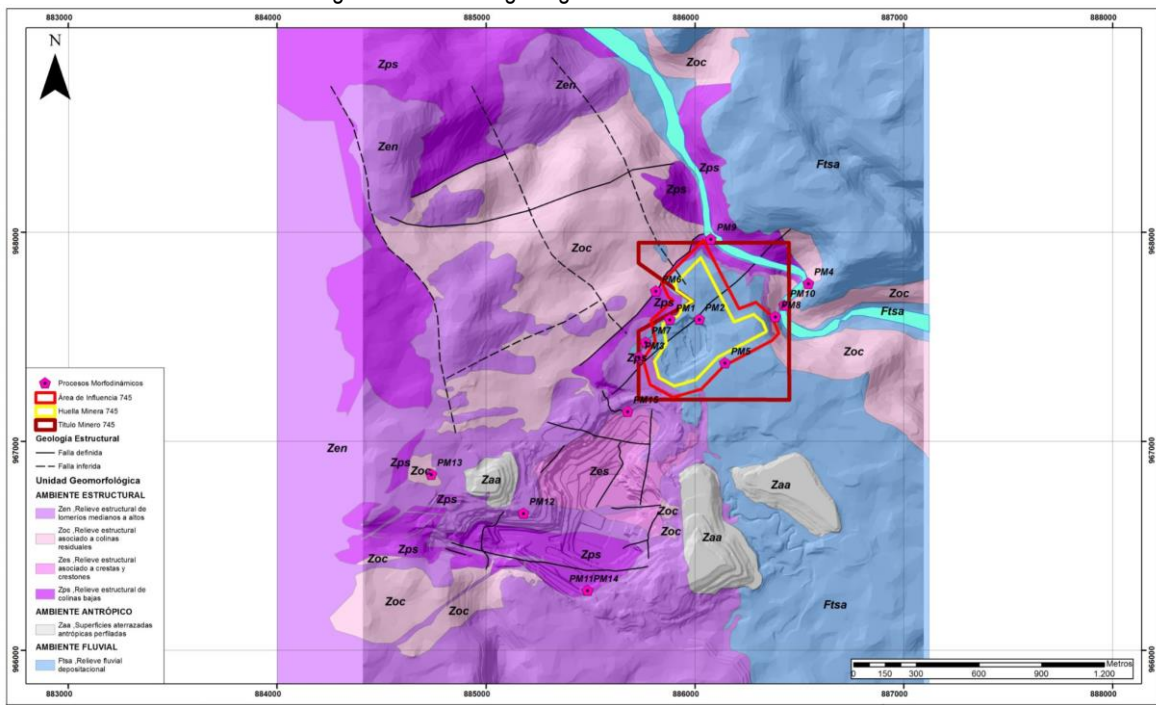 883000 884000 885000 886000 887000 888000
N
Zps
Zen
Zoc
Zen
Zps
Zps
Ftsa
Zoc
968000 968000
PM9
PM4
PM6
PM10
Zps
PM8
Zoc
PM1
PM2
Ftsa
PM7
PM3
Zps
PM5
Zoc
PM15
967000 967000
Zen
Zps
Zoc
PM13
Zes
Zaa
Zaa
Zps
PM12
Zoc
Zoc
Zaa
Zps
Zoc
Zps
PM11PM14
Zoc
Zoc
Ftsa
966000 966000
Procesos Morfodinámicos
Área de Influencia 745
Huella Minera 745
Titulo Minero 745
Geología Estructural
Falla definida
Falla inferida
Unidad Geomorfológica
AMBIENTE ESTRUCTURAL
Zen ,Relieve estructural de
lomerios medianos a altos
Zoc ,Relieve estructural
asociado a colinas
residuales
Zes ,Relieve estructural
asociado a crestas y
crestones
Zps ,Relieve estructural de
colinas bajas
AMBIENTE ANTRÓPICO
Zaa ,Superficies aterrazadas
antrópicas perfiladas
AMBIENTE FLUVIAL
Ftsa ,Relieve fluvial
depositacional
Metros
0 150 300 600 900 1.200
883000 884000 885000 886000 887000 888000